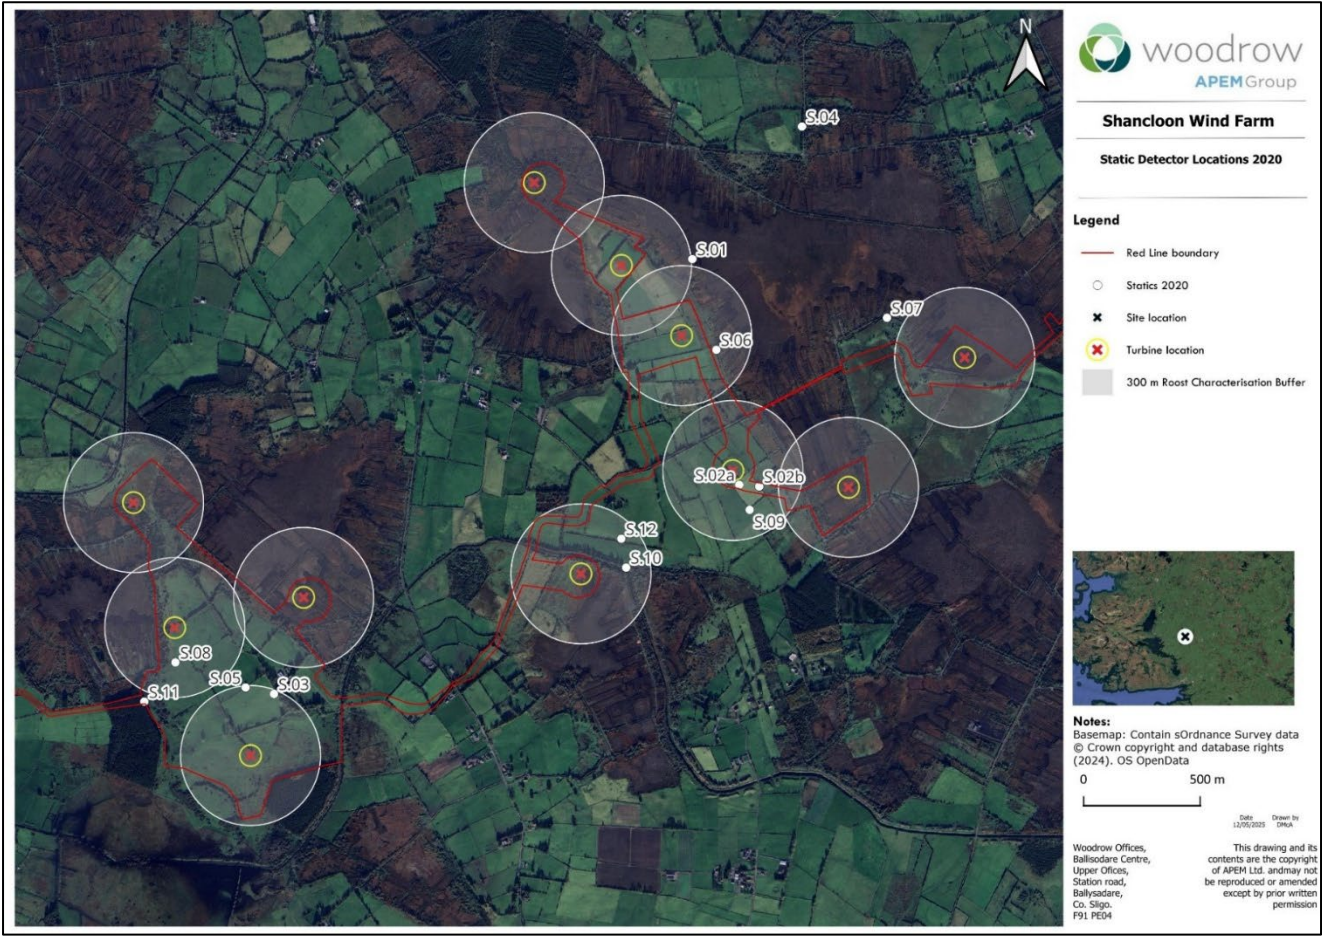 N
S.04
S.01
S.07
S.06
S.02a
S.02b
S.09
S.12
S.10
S.08
S.05
S.03
S.11
woodrow
APEMGroup
Shancloon Wind Farm
Static Detector Locations 2020
Legend
Red Line boundary
Statics 2020
Site location
Turbine location
300 m Roost Characterisation Buffer
Notes:
Basemap: Contain sOrdnance Survey data
© Crown copyright and database rights
(2024). OS OpenData
0 500 m
Date Drawn by
12/05/2025 DMcA
Woodrow Offices,
Ballisodare Centre,
Upper Offices,
Station road,
Ballysadare,
Co. Sligo.
F91 PE04
This drawing and its
contents are the copyright
of APEM Ltd. andmay not
be reproduced or amended
except by prior written
permission